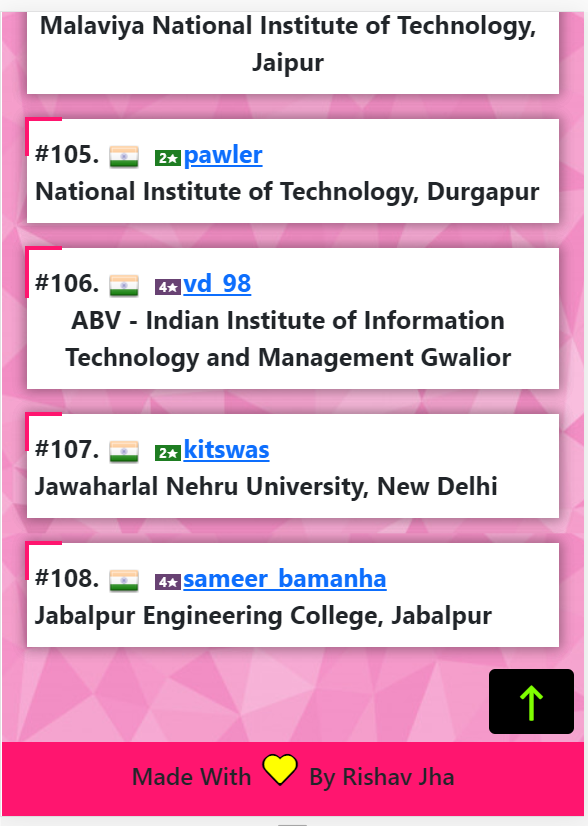 Malaviya National Institute of Technology,
Jaipur
#105. 2★ pawler
National Institute of Technology, Durgapur
#106. 4★ vd_98
ABV - Indian Institute of Information
Technology and Management Gwalior
#107. 2★ kitswas
Jawaharlal Nehru University, New Delhi
#108. 4★ sameer_bamanha
Jabalpur Engineering College, Jabalpur
↑
Made With 💛 By Rishav Jha